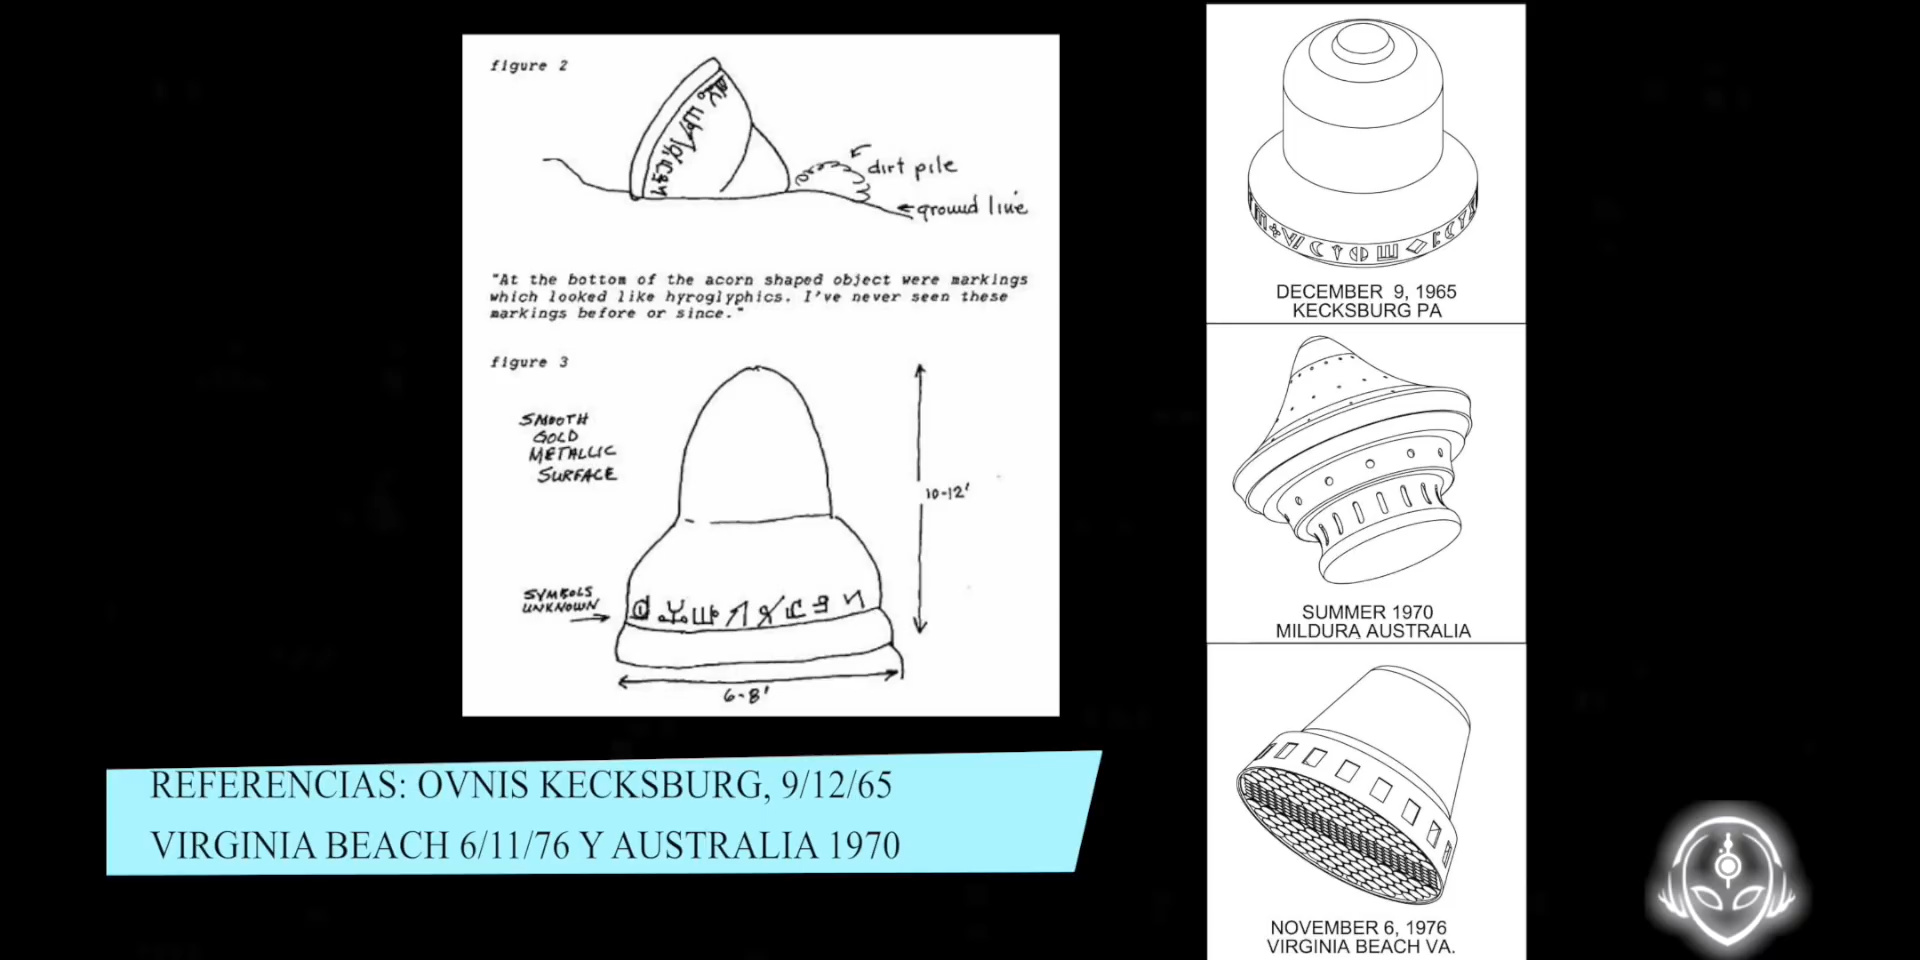 figure 2
dirt pile
ground line
"At the bottom of the acorn shaped object were markings
which looked like hyroglyphics. I've never seen these
markings before or since."
figure 3
SMOOTH
GOLD
METALLIC
SURFACE
10-12'
SYMBOLS
UNKNOWN
6-8'
DECEMBER 9, 1965
KECKSBURG PA
SUMMER 1970
MILDURA, AUSTRALIA
NOVEMBER 6, 1976
VIRGINIA BEACH VA.
REFERENCIAS: OVNIS KECKSBURG, 9/12/65
VIRGINIA BEACH 6/11/76 Y AUSTRALIA 1970